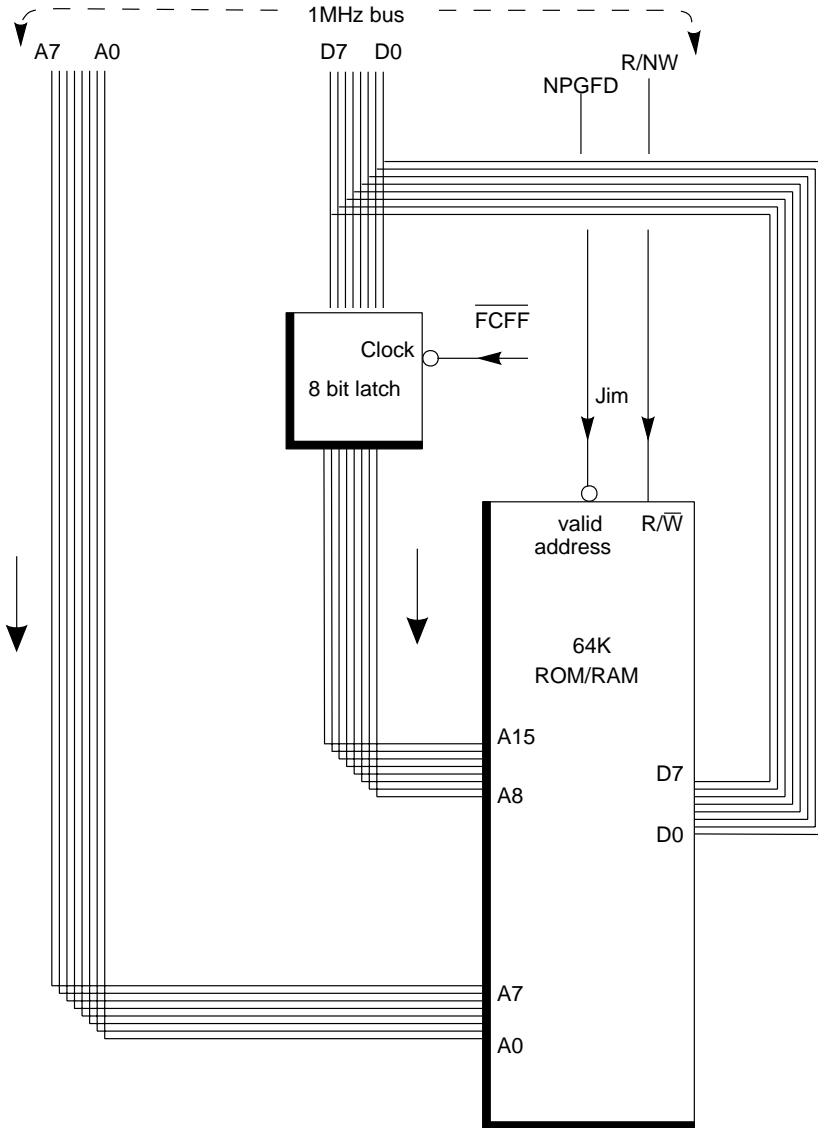 1MHz bus
A7 A0 D7 D0 R/NW
NPGFD
F̅C̅F̅F̅
Clock
8 bit latch
Jim
valid R/W̅
address
64K
ROM/RAM
A15
D7
A8
D0
A7
A0